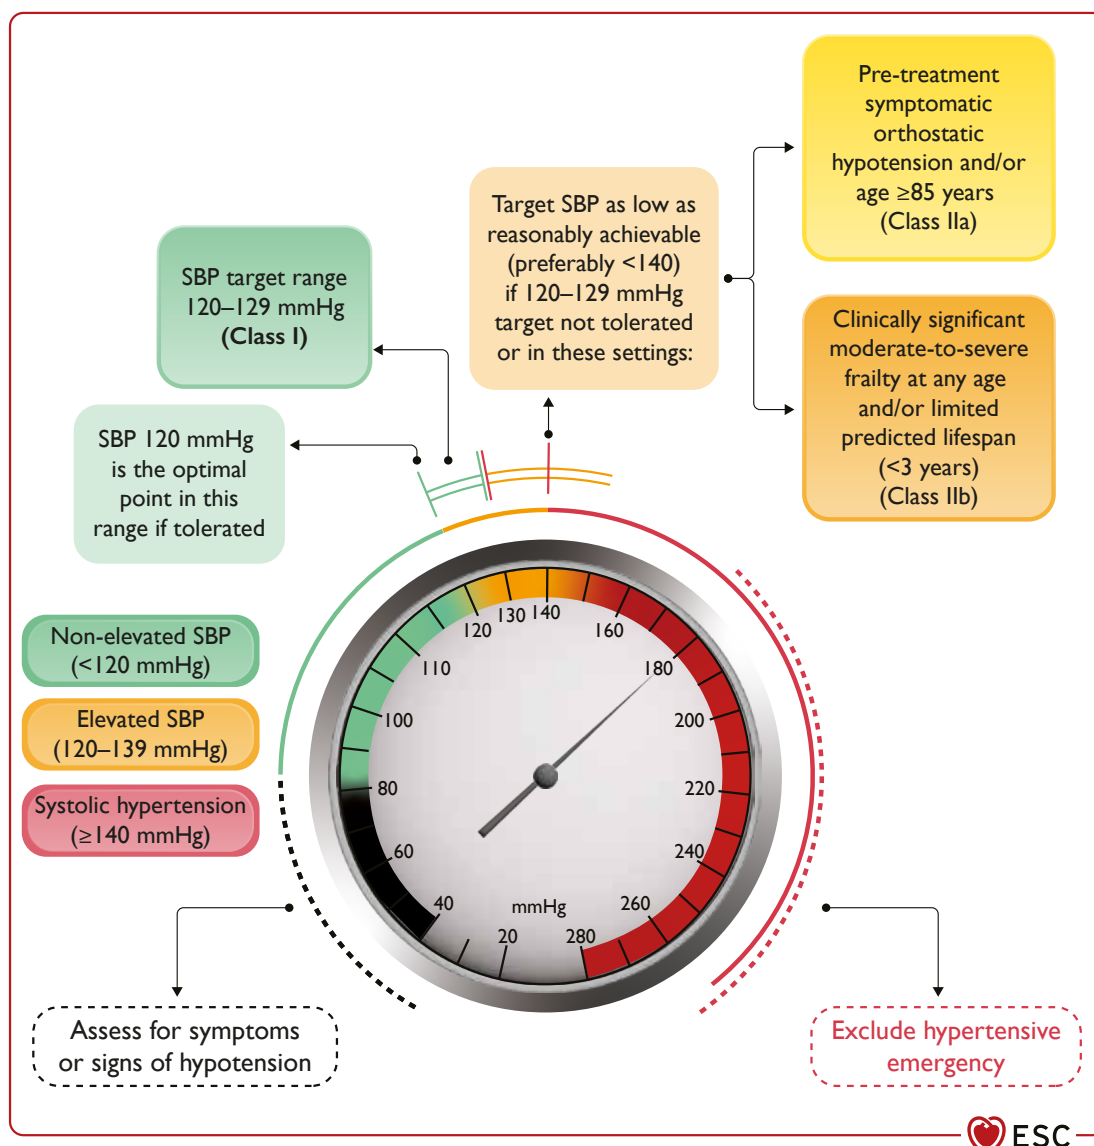 Pre-treatment
symptomatic
orthostatic
hypotension and/or
age ≥85 years
(Class IIa)
Target SBP as low as
reasonably achievable
(preferably <140)
if 120–129 mmHg
target not tolerated
or in these settings:
SBP target range
120–129 mmHg
(Class I)
Clinically significant
moderate-to-severe
frailty at any age
and/or limited
predicted lifespan
(<3 years)
(Class IIb)
SBP 120 mmHg
is the optimal
point in this
range if tolerated
Non-elevated SBP
(<120 mmHg)
Elevated SBP
(120–139 mmHg)
Systolic hypertension
(≥140 mmHg)
20
40
60
80
100
110
120
130
140
160
180
200
220
240
260
280
mmHg
Assess for symptoms
or signs of hypotension
Exclude hypertensive
emergency
ESC